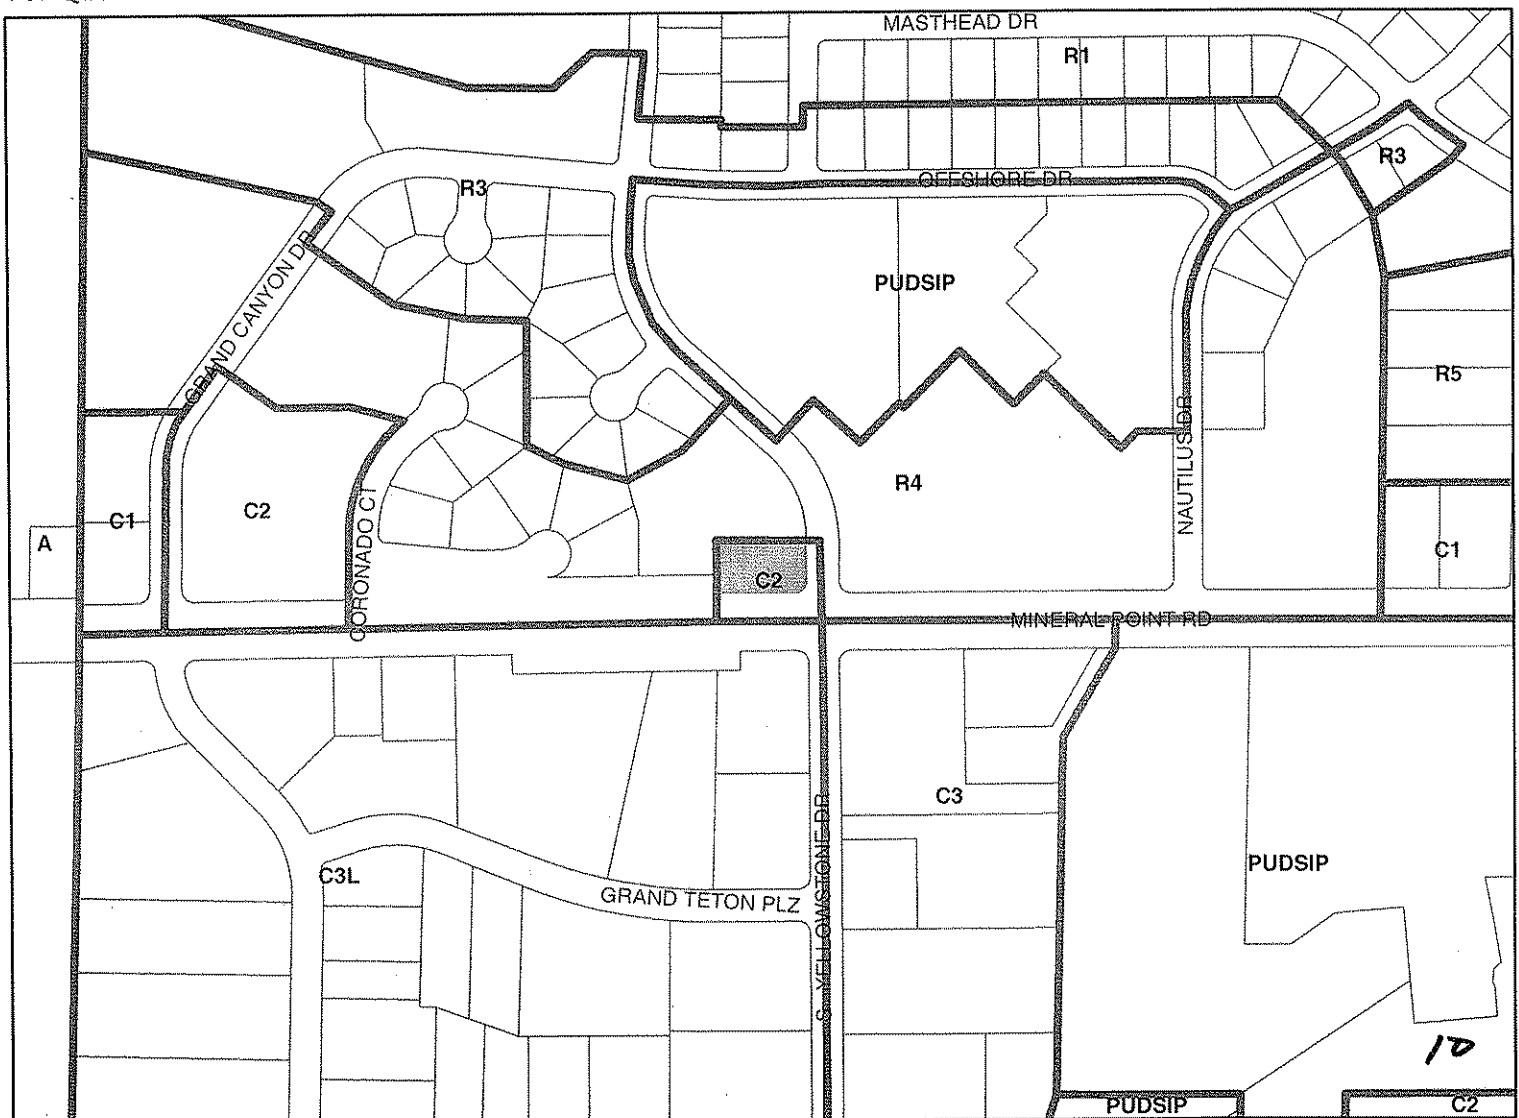 MASTHEAD DR
R1
R3
R3
OFFSHORE DR
GRAND CANYON DR
PUDSIP
R5
R4
NAUTILUS DR
C1
C2
A
CORONADO CT
C2
C1
MINERAL POINT RD
C3
S YELLOWSTONE DR
PUDSIP
C3L
GRAND TETON PLZ
10
PUDSIP
C2